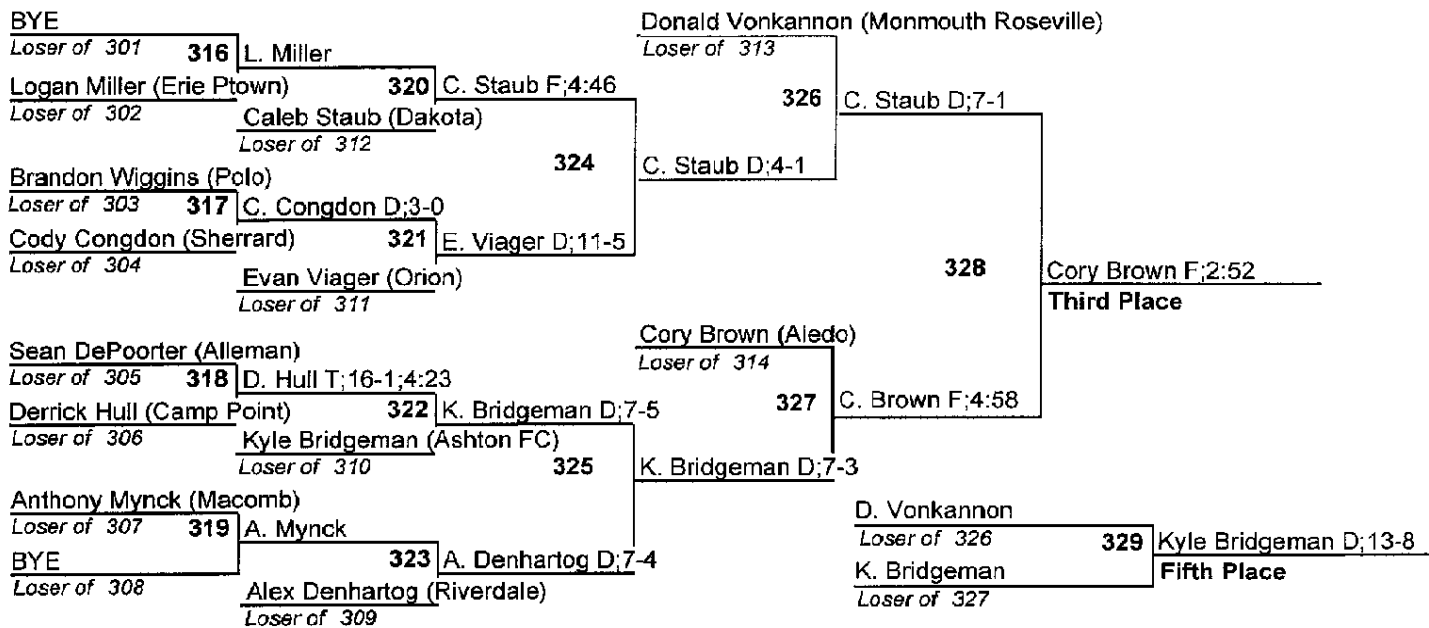 BYE
Loser of 301
316 L. Miller
Logan Miller (Erie Ptown)
Loser of 302
320 C. Staub F;4:46
Caleb Staub (Dakota)
Loser of 312
324 C. Staub D;4-1
Brandon Wiggins (Polo)
Loser of 303
317 C. Congdon D;3-0
Cody Congdon (Sherrard)
Loser of 304
321 E. Viager D;11-5
Evan Viager (Orion)
Loser of 311
Donald Vonkannon (Monmouth Roseville)
Loser of 313
326 C. Staub D;7-1
328 Cory Brown F;2:52
Third Place
Sean DePoorter (Alleman)
Loser of 305
318 D. Hull T;16-1;4:23
Derrick Hull (Camp Point)
Loser of 306
322 K. Bridgeman D;7-5
Kyle Bridgeman (Ashton FC)
Loser of 310
325 K. Bridgeman D;7-3
Anthony Mynck (Macomb)
Loser of 307
319 A. Mynck
BYE
Loser of 308
323 A. Denhartog D;7-4
Alex Denhartog (Riverdale)
Loser of 309
Cory Brown (Aledo)
Loser of 314
327 C. Brown F;4:58
D. Vonkannon
Loser of 326
329 Kyle Bridgeman D;13-8
K. Bridgeman
Fifth Place
Loser of 327